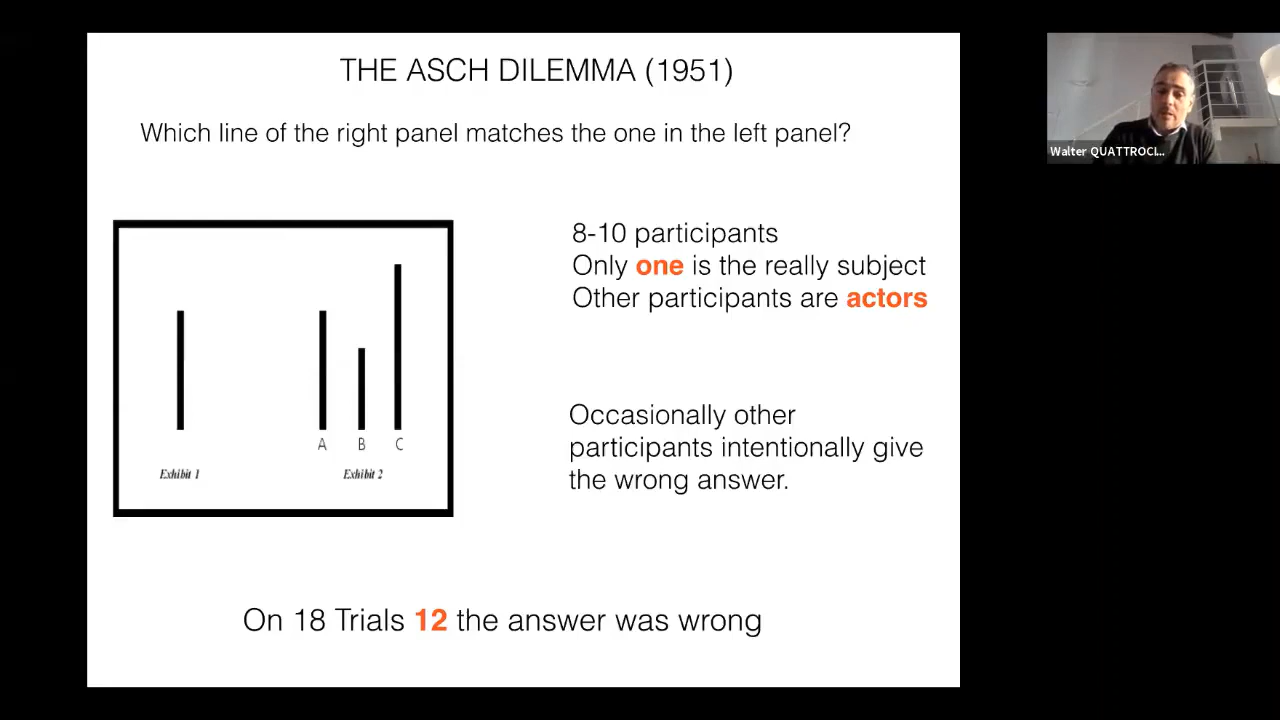 THE ASCH DILEMMA (1951)
Which line of the right panel matches the one in the left panel?
8-10 participants
Only one is the really subject
Other participants are actors
A B C
Exhibit 1
Exhibit 2
Occasionally other
participants intentionally give
the wrong answer.
On 18 Trials 12 the answer was wrong
Walter QUATTROCI...